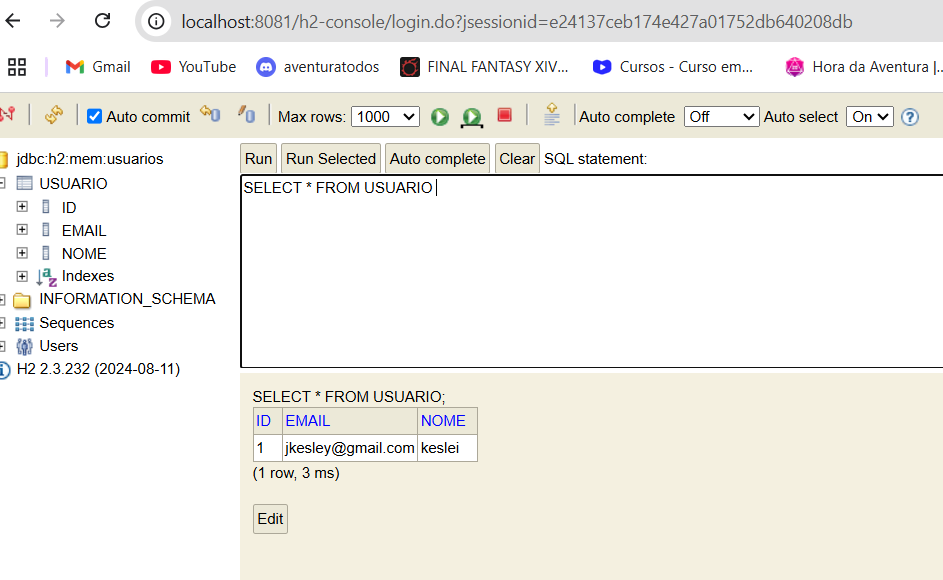 localhost:8081/h2-console/login.do?jsessionid=e24137ceb174e427a01752db640208db
Gmail YouTube aventuratodos FINAL FANTASY XIV... Cursos - Curso em... Hora da Aventura |...
Auto commit Max rows: 1000 Auto complete Off Auto select On ?
jdbc:h2:mem:usuarios
USUARIO
ID
EMAIL
NOME
Indexes
INFORMATION_SCHEMA
Sequences
Users
H2 2.3.232 (2024-08-11)
Run Run Selected Auto complete Clear SQL statement:
SELECT * FROM USUARIO
SELECT * FROM USUARIO;
ID EMAIL NOME
1 jkesley@gmail.com keslei
(1 row, 3 ms)
Edit